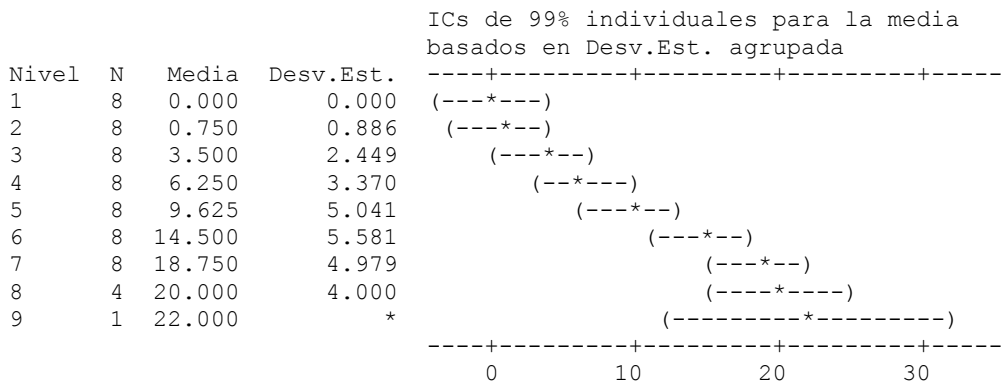 ICs de 99% individuales para la media
                                  basados en Desv.Est. agrupada
Nivel  N   Media  Desv.Est.  ----+---------+---------+---------+-----
1      8   0.000      0.000  (---*---)
2      8   0.750      0.886   (---*---)
3      8   3.500      2.449      (---*--)
4      8   6.250      3.370         (--*---)
5      8   9.625      5.041            (---*--)
6      8  14.500      5.581                 (---*--)
7      8  18.750      4.979                     (---*--)
8      4  20.000      4.000                     (----*----)
9      1  22.000          *                  (---------*---------)
                             ----+---------+---------+---------+-----
                                 0        10        20        30